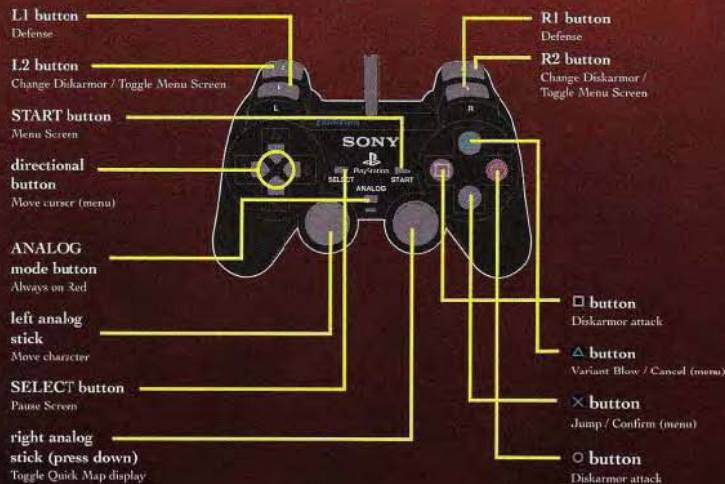 L1 button
Defense
L2 button
Change Diskarmor / Toggle Menu Screen
START button
Menu Screen
directional
button
Move cursor (menu)
ANALOG
mode button
Always on Red
left analog
stick
Move character
SELECT button
Pause Screen
right analog
stick (press down)
Toggle Quick Map display
L
R
SONY
PlayStation
SELECT
START
ANALOG
R1 button
Defense
R2 button
Change Diskarmor /
Toggle Menu Screen
□ button
Diskarmor attack
△ button
Variant Blow / Cancel (menu)
✕ button
Jump / Confirm (menu)
○ button
Diskarmor attack